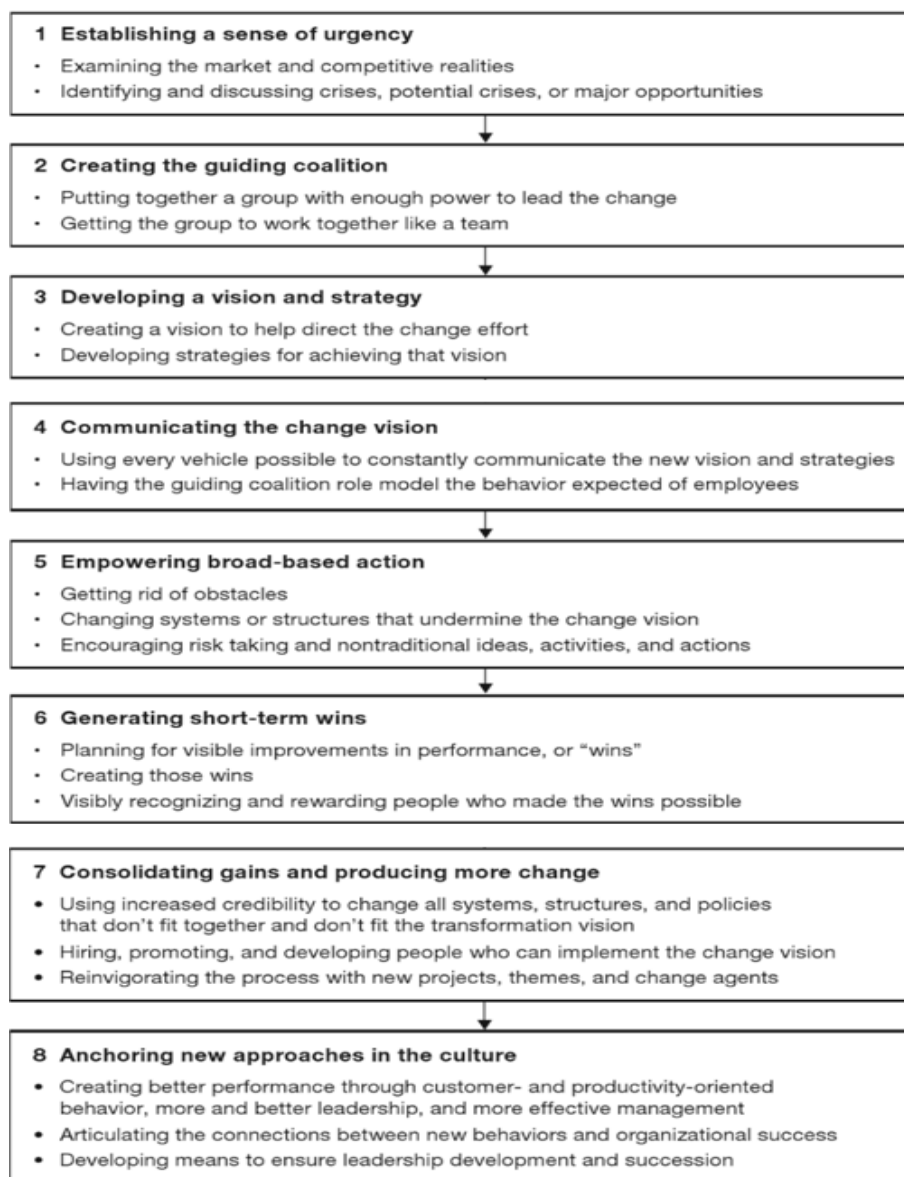 1 Establishing a sense of urgency
· Examining the market and competitive realities
· Identifying and discussing crises, potential crises, or major opportunities
2 Creating the guiding coalition
· Putting together a group with enough power to lead the change
· Getting the group to work together like a team
3 Developing a vision and strategy
· Creating a vision to help direct the change effort
· Developing strategies for achieving that vision
4 Communicating the change vision
· Using every vehicle possible to constantly communicate the new vision and strategies
· Having the guiding coalition role model the behavior expected of employees
5 Empowering broad-based action
· Getting rid of obstacles
· Changing systems or structures that undermine the change vision
· Encouraging risk taking and nontraditional ideas, activities, and actions
6 Generating short-term wins
· Planning for visible improvements in performance, or “wins”
· Creating those wins
· Visibly recognizing and rewarding people who made the wins possible
7 Consolidating gains and producing more change
• Using increased credibility to change all systems, structures, and policies
that don’t fit together and don’t fit the transformation vision
• Hiring, promoting, and developing people who can implement the change vision
• Reinvigorating the process with new projects, themes, and change agents
8 Anchoring new approaches in the culture
• Creating better performance through customer- and productivity-oriented
behavior, more and better leadership, and more effective management
• Articulating the connections between new behaviors and organizational success
• Developing means to ensure leadership development and succession